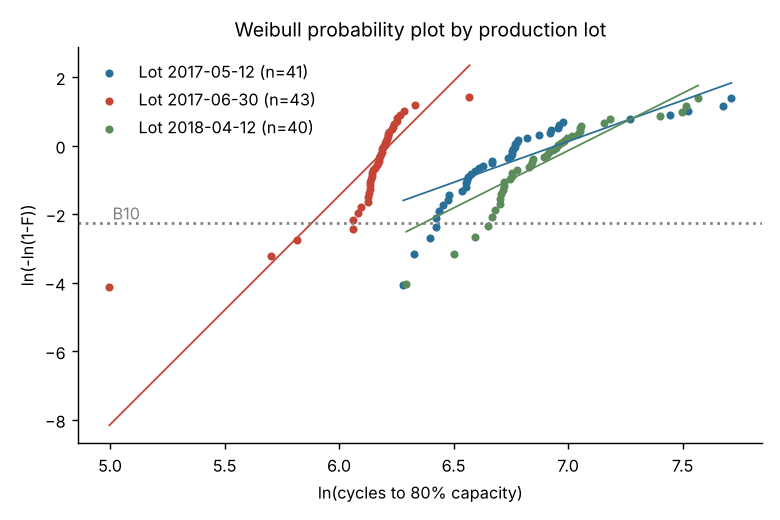 Weibull probability plot by production lot
Lot 2017-05-12 (n=41)
Lot 2017-06-30 (n=43)
Lot 2018-04-12 (n=40)
B10
2
0
−2
−4
−6
−8
ln(-ln(1-F))
5.0 5.5 6.0 6.5 7.0 7.5
ln(cycles to 80% capacity)